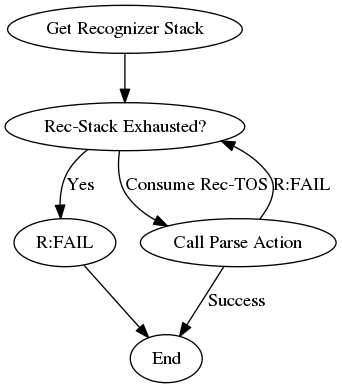 Get Recognizer Stack
Rec-Stack Exhausted?
Yes
Consume Rec-TOS
R:FAIL
R:FAIL
Call Parse Action
Success
End